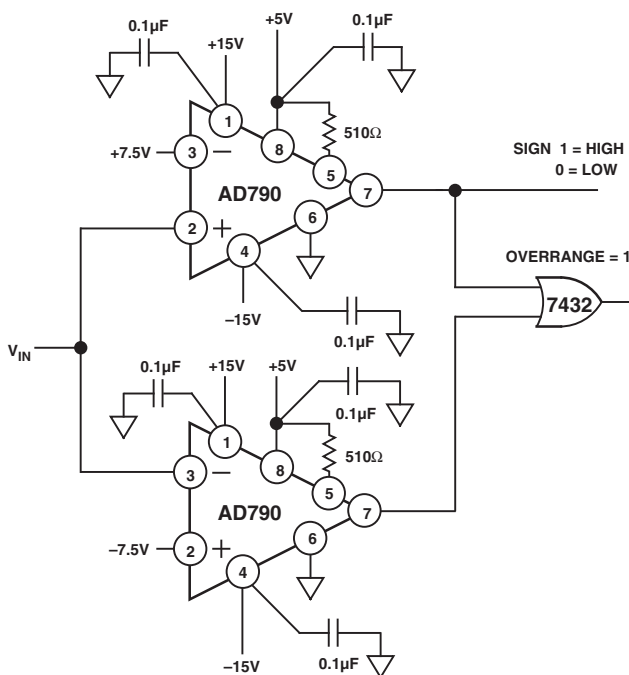 0.1µF
+15V
+5V
0.1µF
1
8
510Ω
+7.5V
3
–
5
AD790
7
SIGN 1 = HIGH
0 = LOW
2
+
6
4
OVERRANGE = 1
7432
–15V
0.1µF
VIN
0.1µF
+15V
+5V
0.1µF
1
8
510Ω
3
–
5
AD790
7
–7.5V
2
+
6
4
–15V
0.1µF